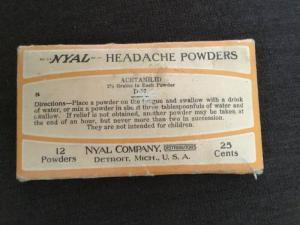 NYAL HEADACHE POWDERS
ACETANILID
2½ Grains in Each Powder
Directions—Place a powder on the tongue and swallow with a drink
of water, or mix a powder in about three tablespoonfuls of water and
swallow. If relief is not obtained, another powder may be taken at
the end of an hour, but never more than two in succession.
They are not intended for children.
12 Powders
NYAL COMPANY, DISTRIBUTORS
DETROIT, MICH., U. S. A.
25 Cents